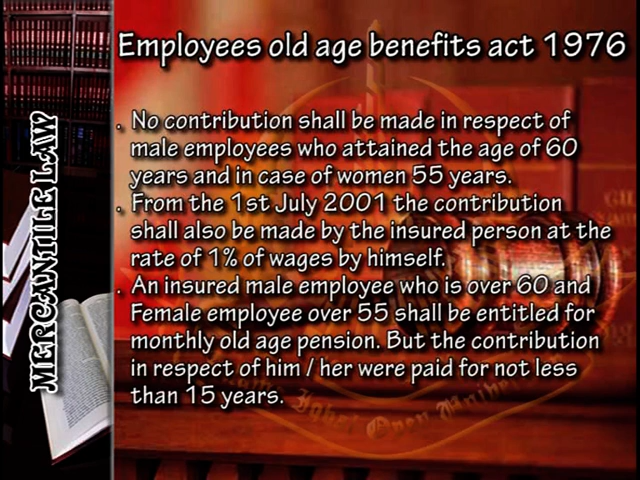 Employees old age benefits act 1976
MERCANTILE LAW
. No contribution shall be made in respect of
male employees who attained the age of 60
years and in case of women 55 years.
. From the 1st July 2001 the contribution
shall also be made by the insured person at the
rate of 1% of wages by himself.
. An insured male employee who is over 60 and
Female employee over 55 shall be entitled for
monthly old age pension. But the contribution
in respect of him / her were paid for not less
than 15 years.
Allama Iqbal Open University